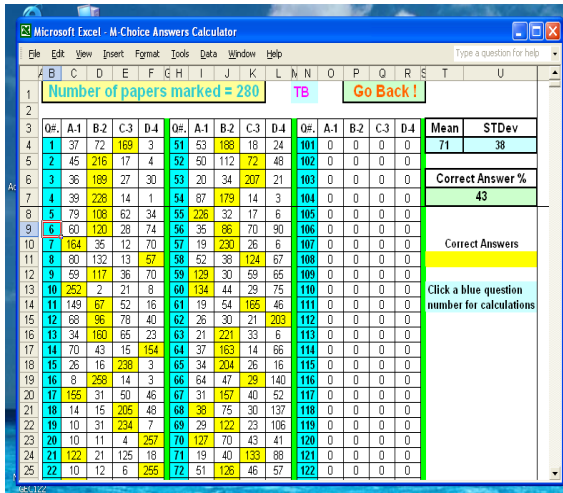 Microsoft Excel - M-Choice Answers Calculator
File Edit View Insert Format Tools Data Window Help Type a question for help
A B C D E F G H I J K L M N O P Q R S T U
1 Number of papers marked = 280 TB Go Back !
2
3 Q#. A-1 B-2 C-3 D-4 Q#. A-1 B-2 C-3 D-4 Q#. A-1 B-2 C-3 D-4 Mean STDev
4 1 37 72 169 3 51 53 188 18 24 101 0 0 0 0 71 38
5 2 45 216 17 4 52 50 112 72 48 102 0 0 0 0
6 3 36 189 27 30 53 20 34 207 21 103 0 0 0 0 Correct Answer %
7 4 39 228 14 1 54 87 179 14 3 104 0 0 0 0 43
8 5 79 108 62 34 55 226 32 17 6 105 0 0 0 0
9 6 60 120 28 74 56 35 86 70 90 106 0 0 0 0
10 7 164 35 12 70 57 19 230 26 6 107 0 0 0 0 Correct Answers
11 8 80 132 13 57 58 52 38 124 67 108 0 0 0 0
12 9 59 117 36 70 59 129 30 59 65 109 0 0 0 0
13 10 252 2 21 8 60 134 44 29 75 110 0 0 0 0 Click a blue question
14 11 149 67 52 16 61 19 54 165 46 111 0 0 0 0 number for calculations
15 12 68 96 78 40 62 26 30 21 203 112 0 0 0 0
16 13 34 160 65 23 63 21 221 33 6 113 0 0 0 0
17 14 70 43 15 154 64 37 163 14 66 114 0 0 0 0
18 15 26 16 238 3 65 34 204 26 16 115 0 0 0 0
19 16 8 258 14 3 66 64 47 29 140 116 0 0 0 0
20 17 155 31 50 46 67 31 157 40 52 117 0 0 0 0
21 18 14 15 205 48 68 38 75 30 137 118 0 0 0 0
22 19 10 31 234 7 69 29 122 23 106 119 0 0 0 0
23 20 10 11 4 257 70 127 70 43 41 120 0 0 0 0
24 21 122 21 125 18 71 19 40 133 88 121 0 0 0 0
25 22 10 12 6 255 72 51 126 46 57 122 0 0 0 0